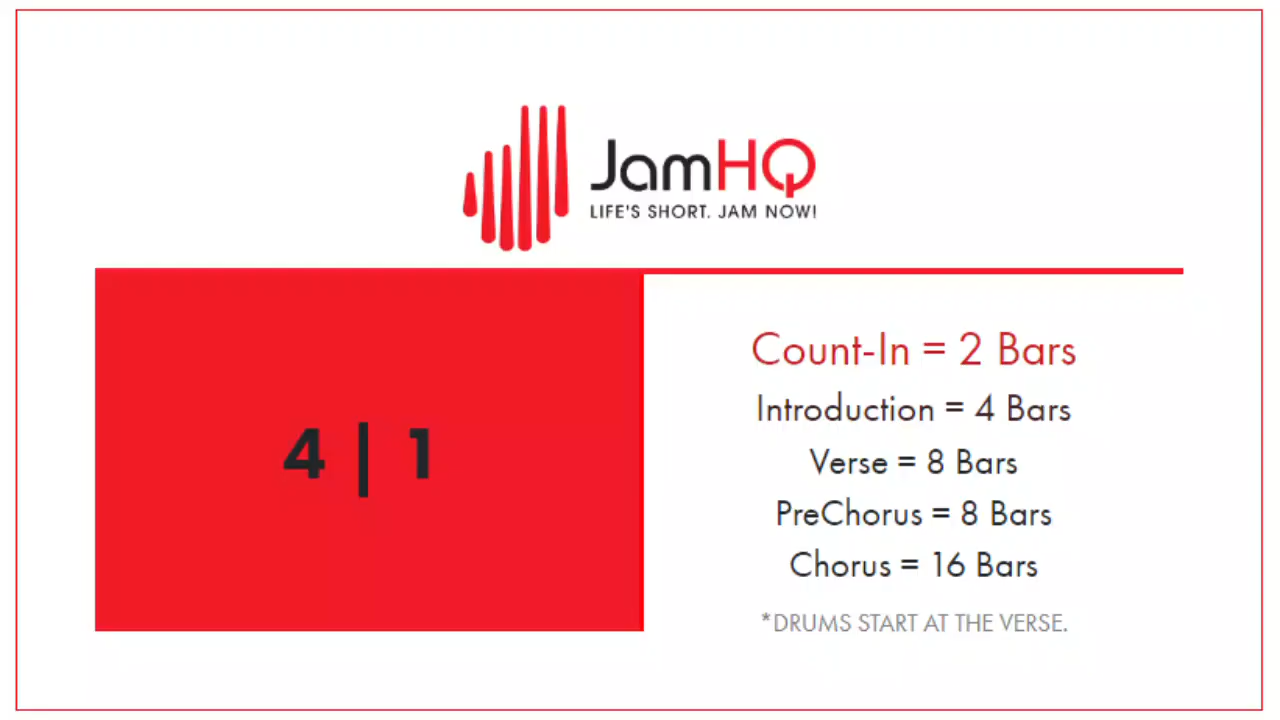 JamHQ
LIFE'S SHORT. JAM NOW!
4 | 1
Count-In = 2 Bars
Introduction = 4 Bars
Verse = 8 Bars
PreChorus = 8 Bars
Chorus = 16 Bars
*DRUMS START AT THE VERSE.